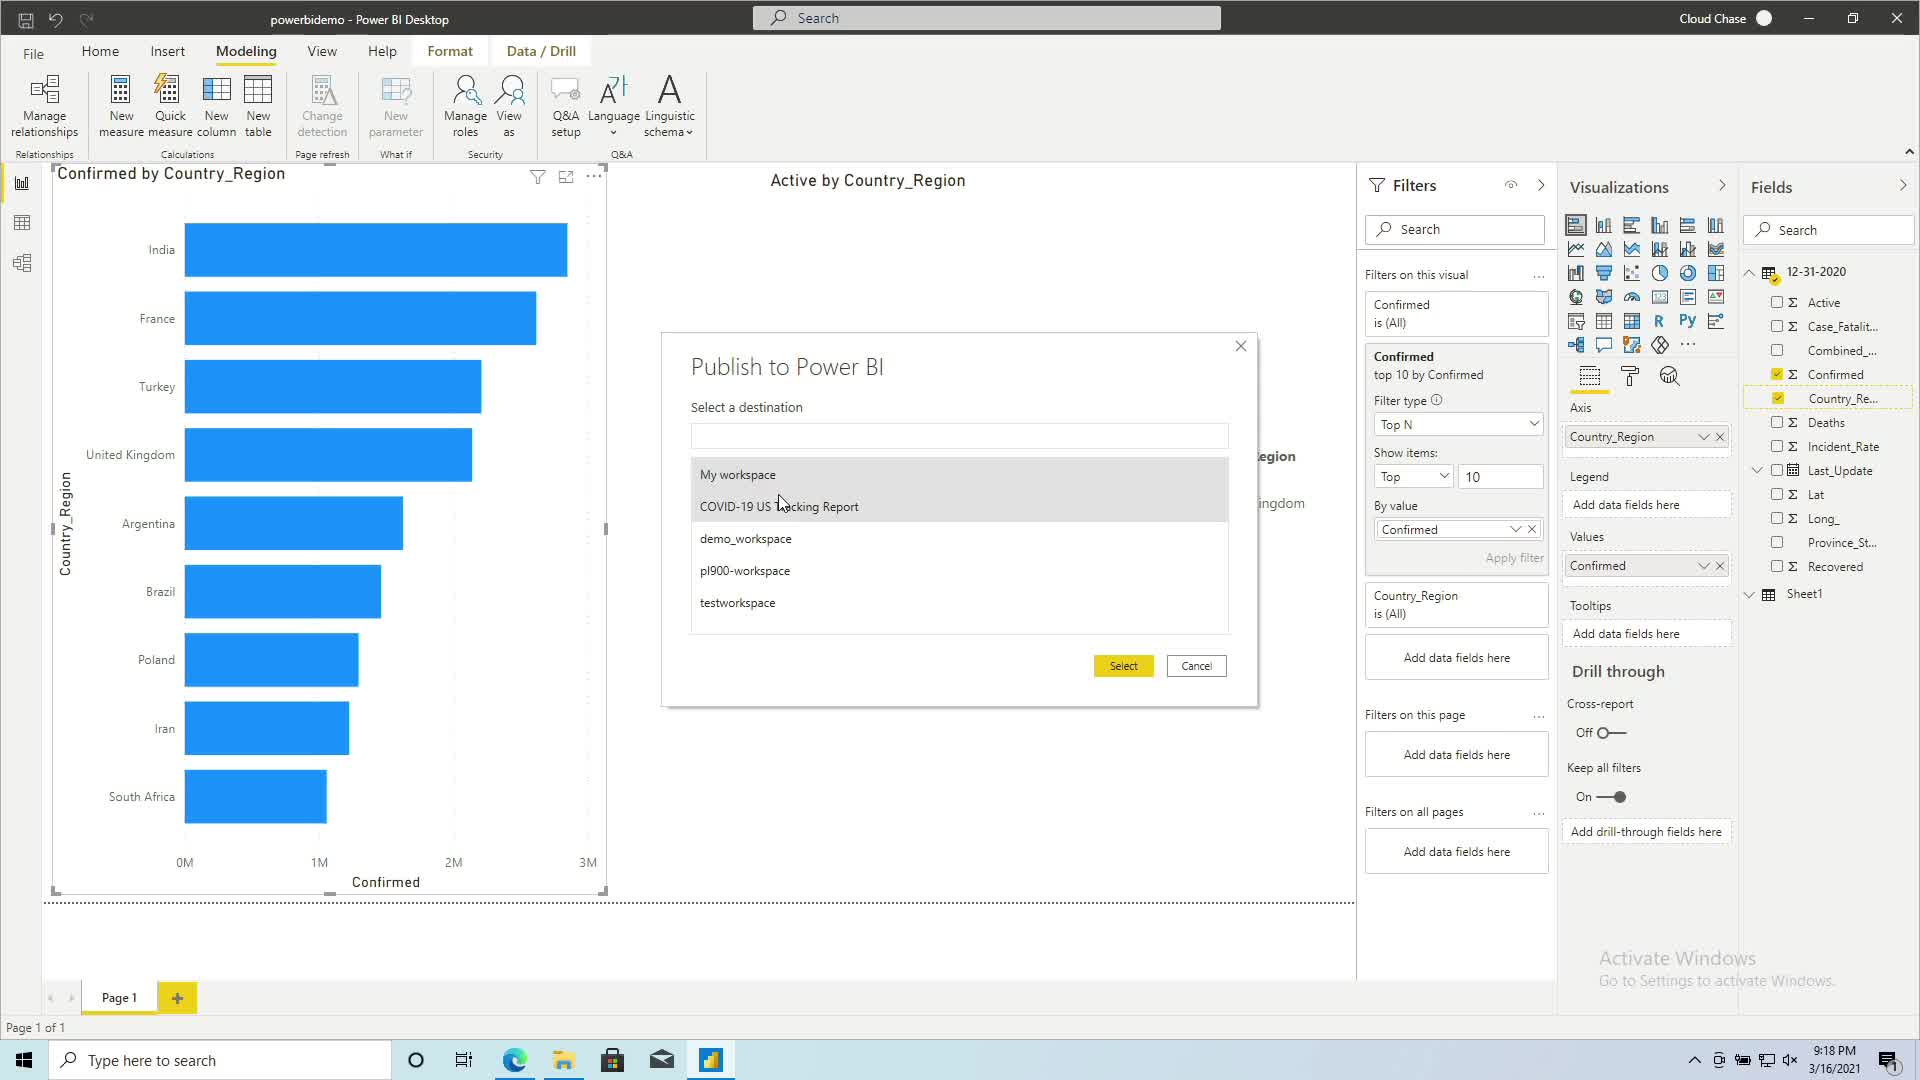 powerbidemo - Power BI Desktop
Search
Cloud Chase
File
Home
Insert
Modeling
View
Help
Format
Data / Drill
Manage
relationships
New
measure
Quick
measure
New
column
New
table
Change
detection
New
parameter
Manage
roles
View
as
Q&A
setup
Language
Linguistic
schema
Relationships
Calculations
Page refresh
What if
Security
Q&A
Confirmed by Country_Region
Country_Region
India
France
Turkey
United Kingdom
Argentina
Brazil
Poland
Iran
South Africa
0M
1M
2M
3M
Confirmed
Active by Country_Region
egion
ingdom
Publish to Power BI
Select a destination
My workspace
COVID-19 US Tracking Report
demo_workspace
pl900-workspace
testworkspace
Select
Cancel
Filters
Search
Filters on this visual
...
Confirmed
is (All)
Confirmed
top 10 by Confirmed
Filter type
Top N
Show items:
Top
10
By value
Confirmed
Apply filter
Country_Region
is (All)
Add data fields here
Filters on this page
...
Add data fields here
Filters on all pages
...
Add data fields here
Visualizations
123
R
Py
...
Axis
Country_Region
Legend
Add data fields here
Values
Confirmed
Tooltips
Add data fields here
Drill through
Cross-report
Off
Keep all filters
On
Add drill-through fields here
Fields
Search
12-31-2020
Active
Case_Fatalit...
Combined_...
Confirmed
Country_Re...
Deaths
Incident_Rate
Last_Update
Lat
Long_
Province_St...
Recovered
Sheet1
Activate Windows
Go to Settings to activate Windows.
Page 1
Page 1 of 1
Type here to search
9:18 PM
3/16/2021
1